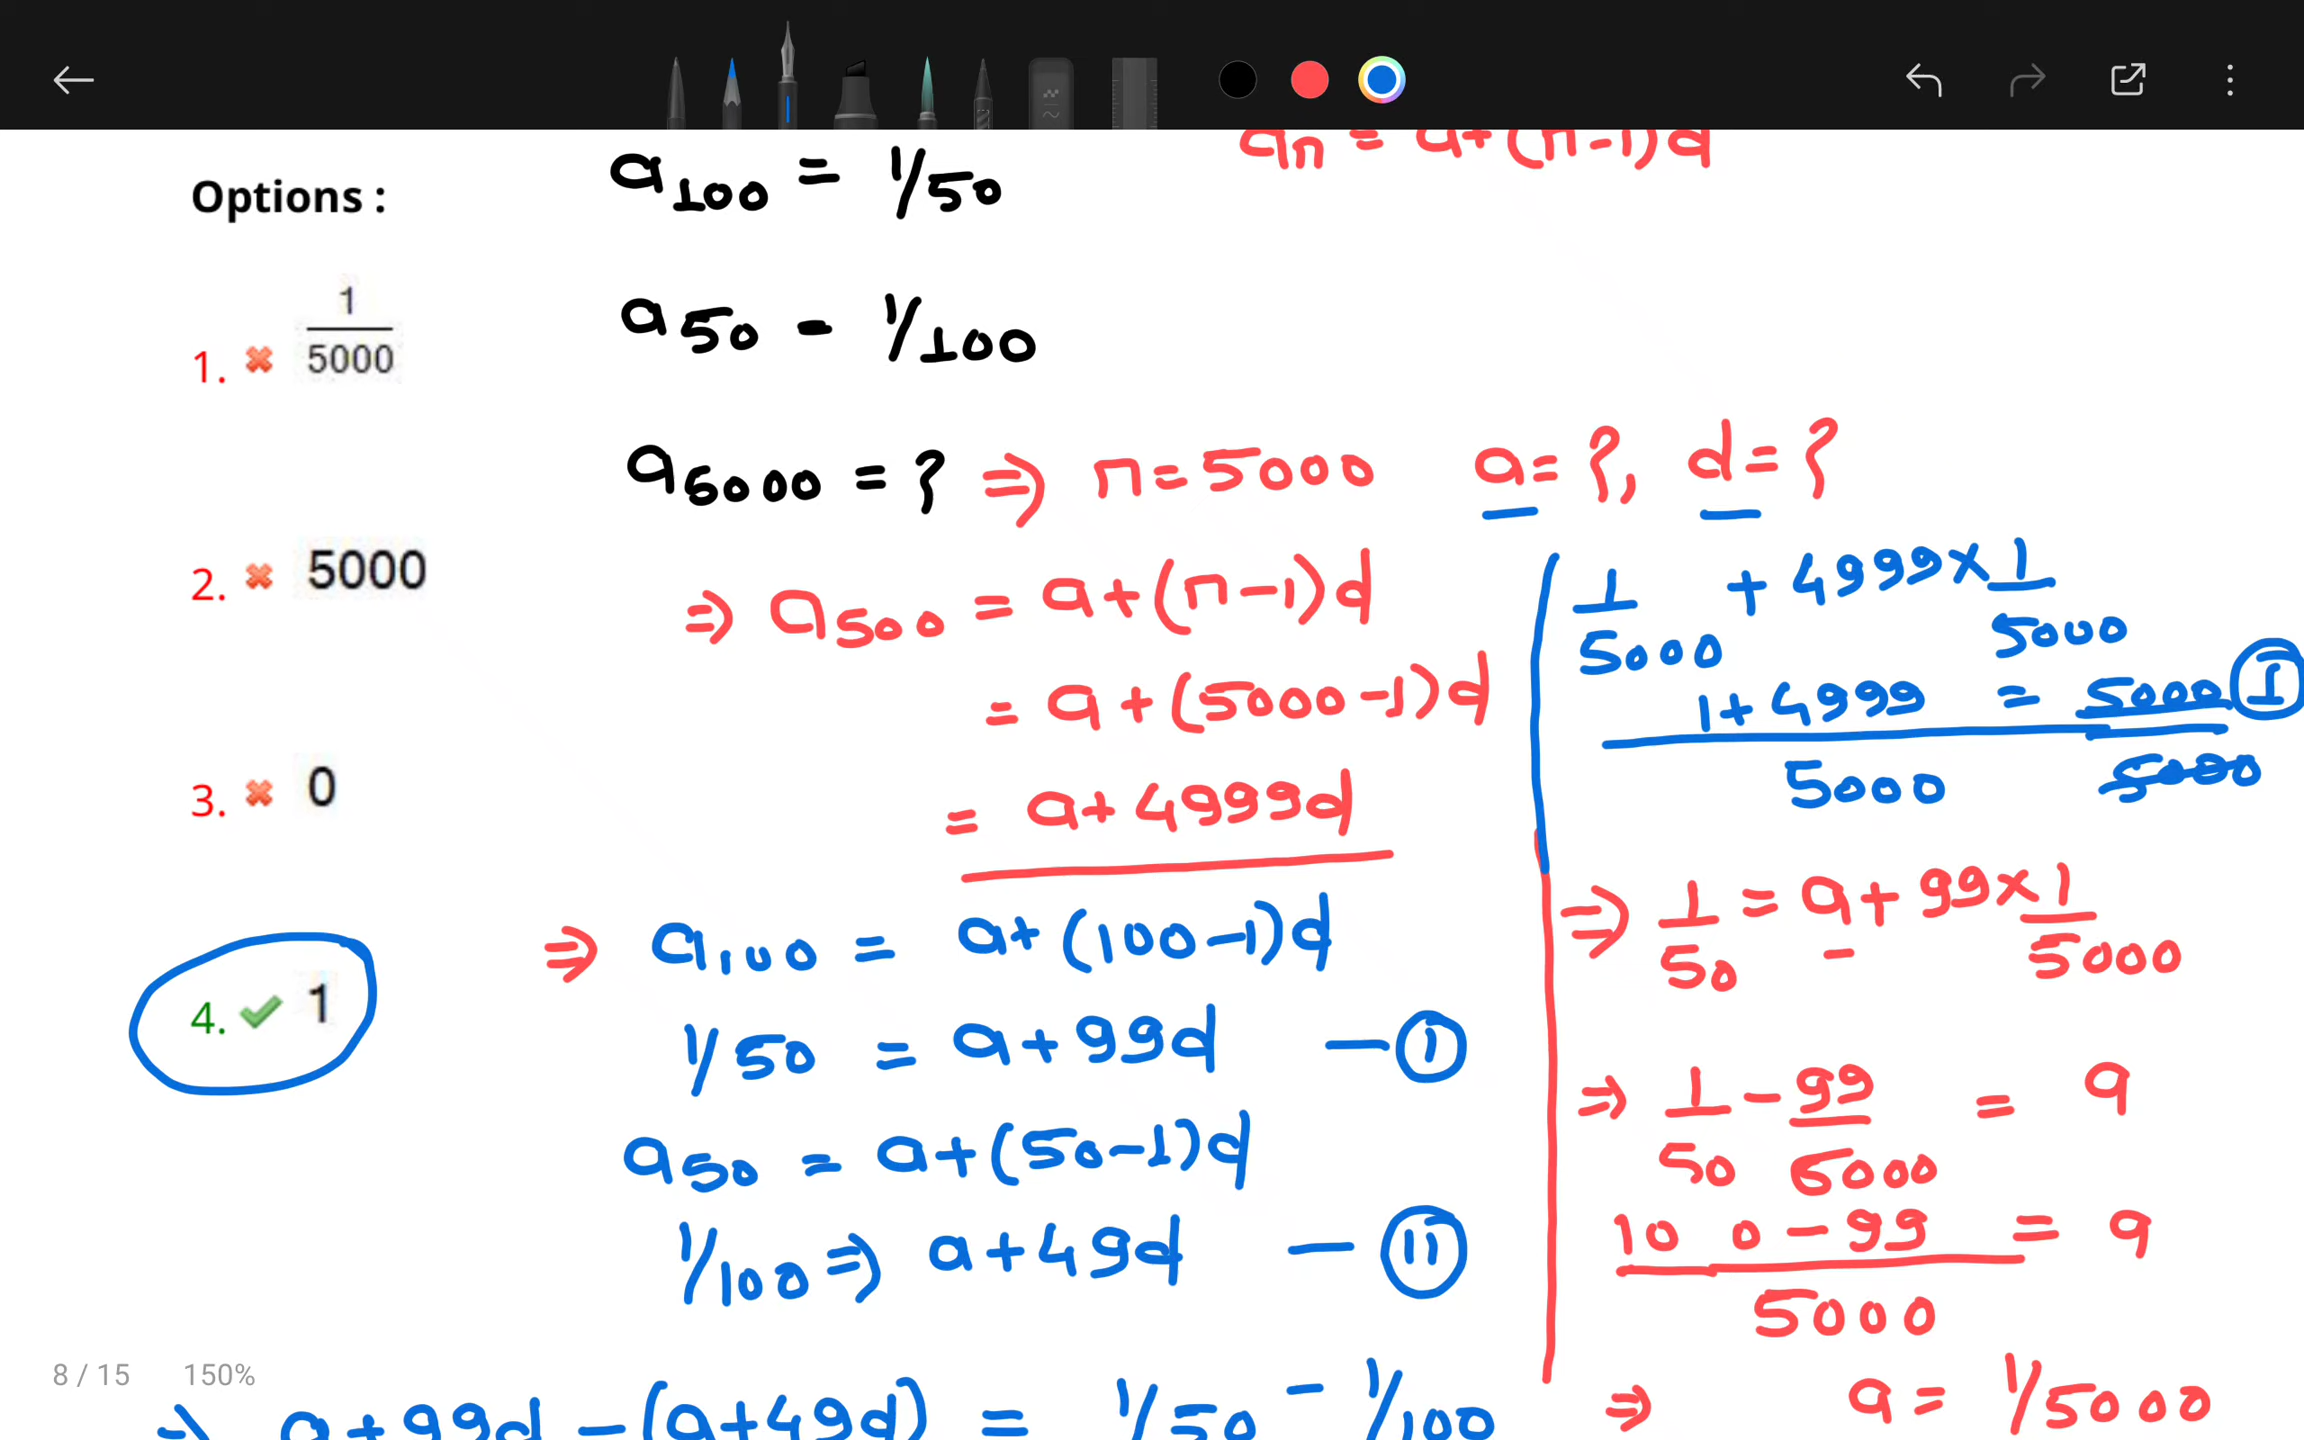 an = a+(n-1)d
Options :
a100 = 1/50
1. 1/5000
a50 - 1/100
a5000 = ? ⇒ n=5000 a=?, d=?
2. 5000
⇒ a500 = a+(n-1)d
= a+(5000-1)d
= a+4999d
3. 0
4. 1
⇒ a100 = a+(100-1)d
1/50 = a+99d — (i)
a50 = a+(50-1)d
1/100 ⇒ a+49d — (ii)
⇒ a+99d-(a+49d) = 1/50 - 1/100
1/5000 + 4999×1/5000
1+4999/5000 = 5000/5000 1
⇒ 1/50 = a+99×1/5000
⇒ 1/50 - 99/5000 = a
100-99/5000 = a
⇒ a = 1/5000
8 / 15 150%